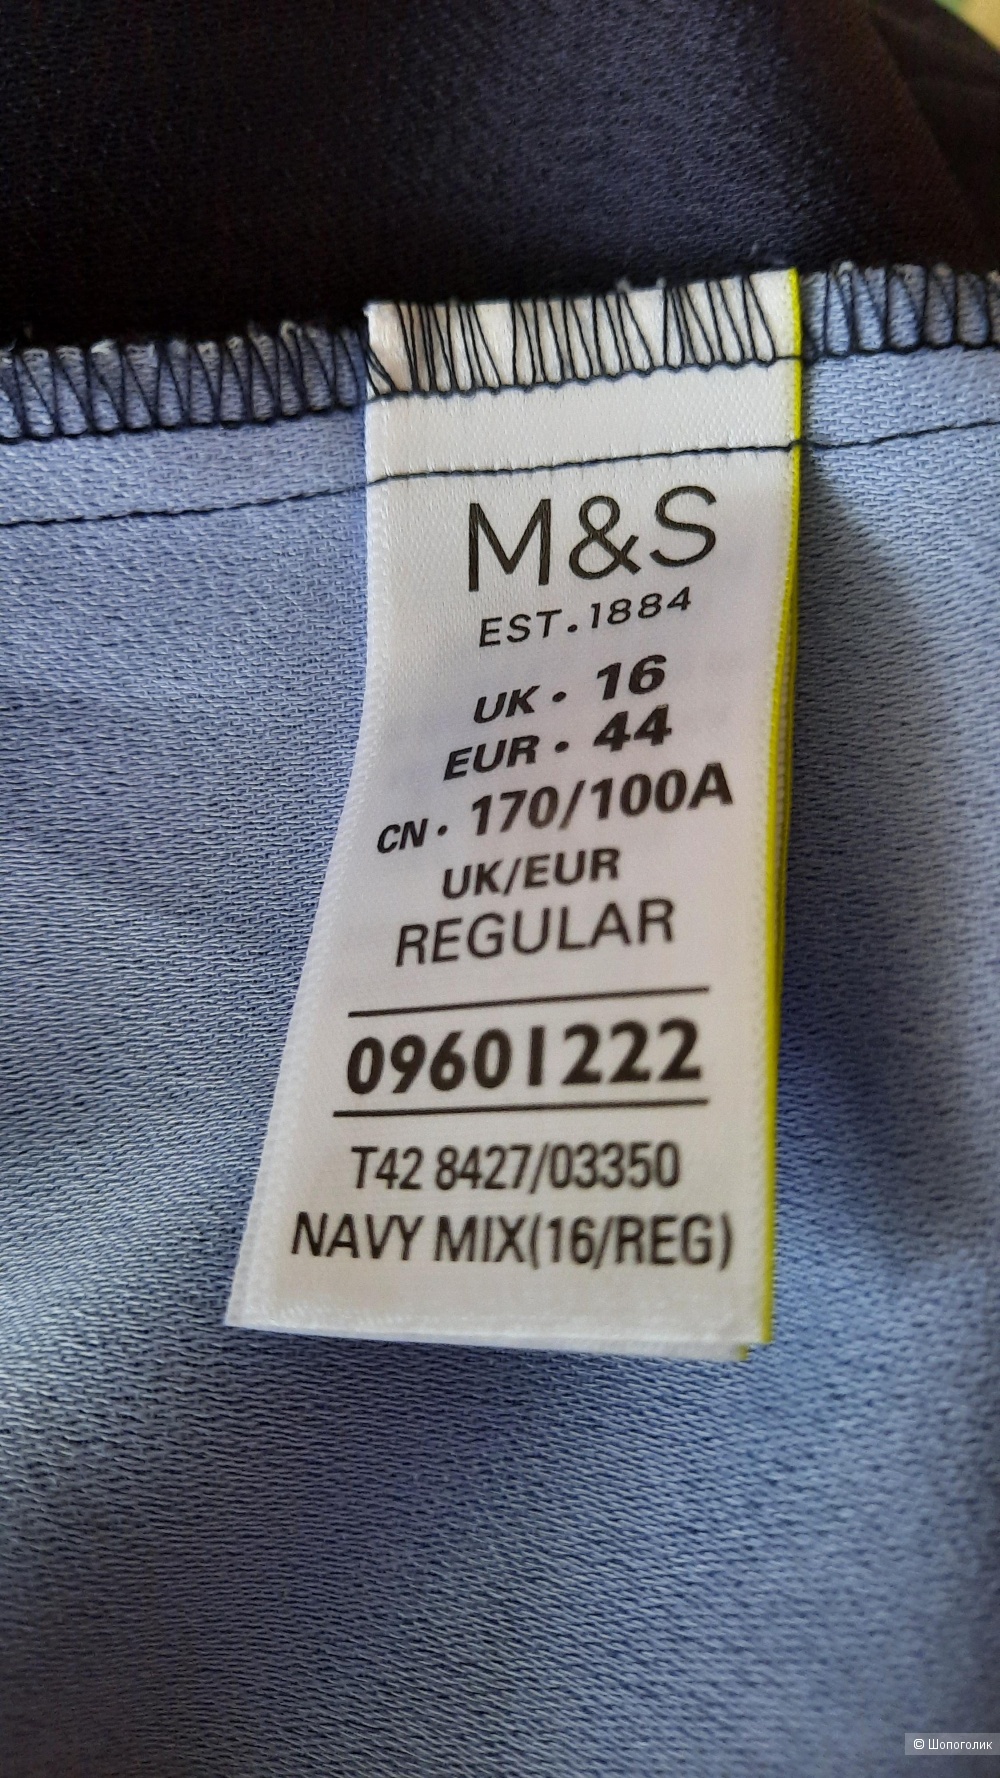 M&S
EST.1884
UK • 16
EUR • 44
CN • 170/100A
UK/EUR
REGULAR
09601222
T42 8427/03350
NAVY MIX(16/REG)
© Шопоголик